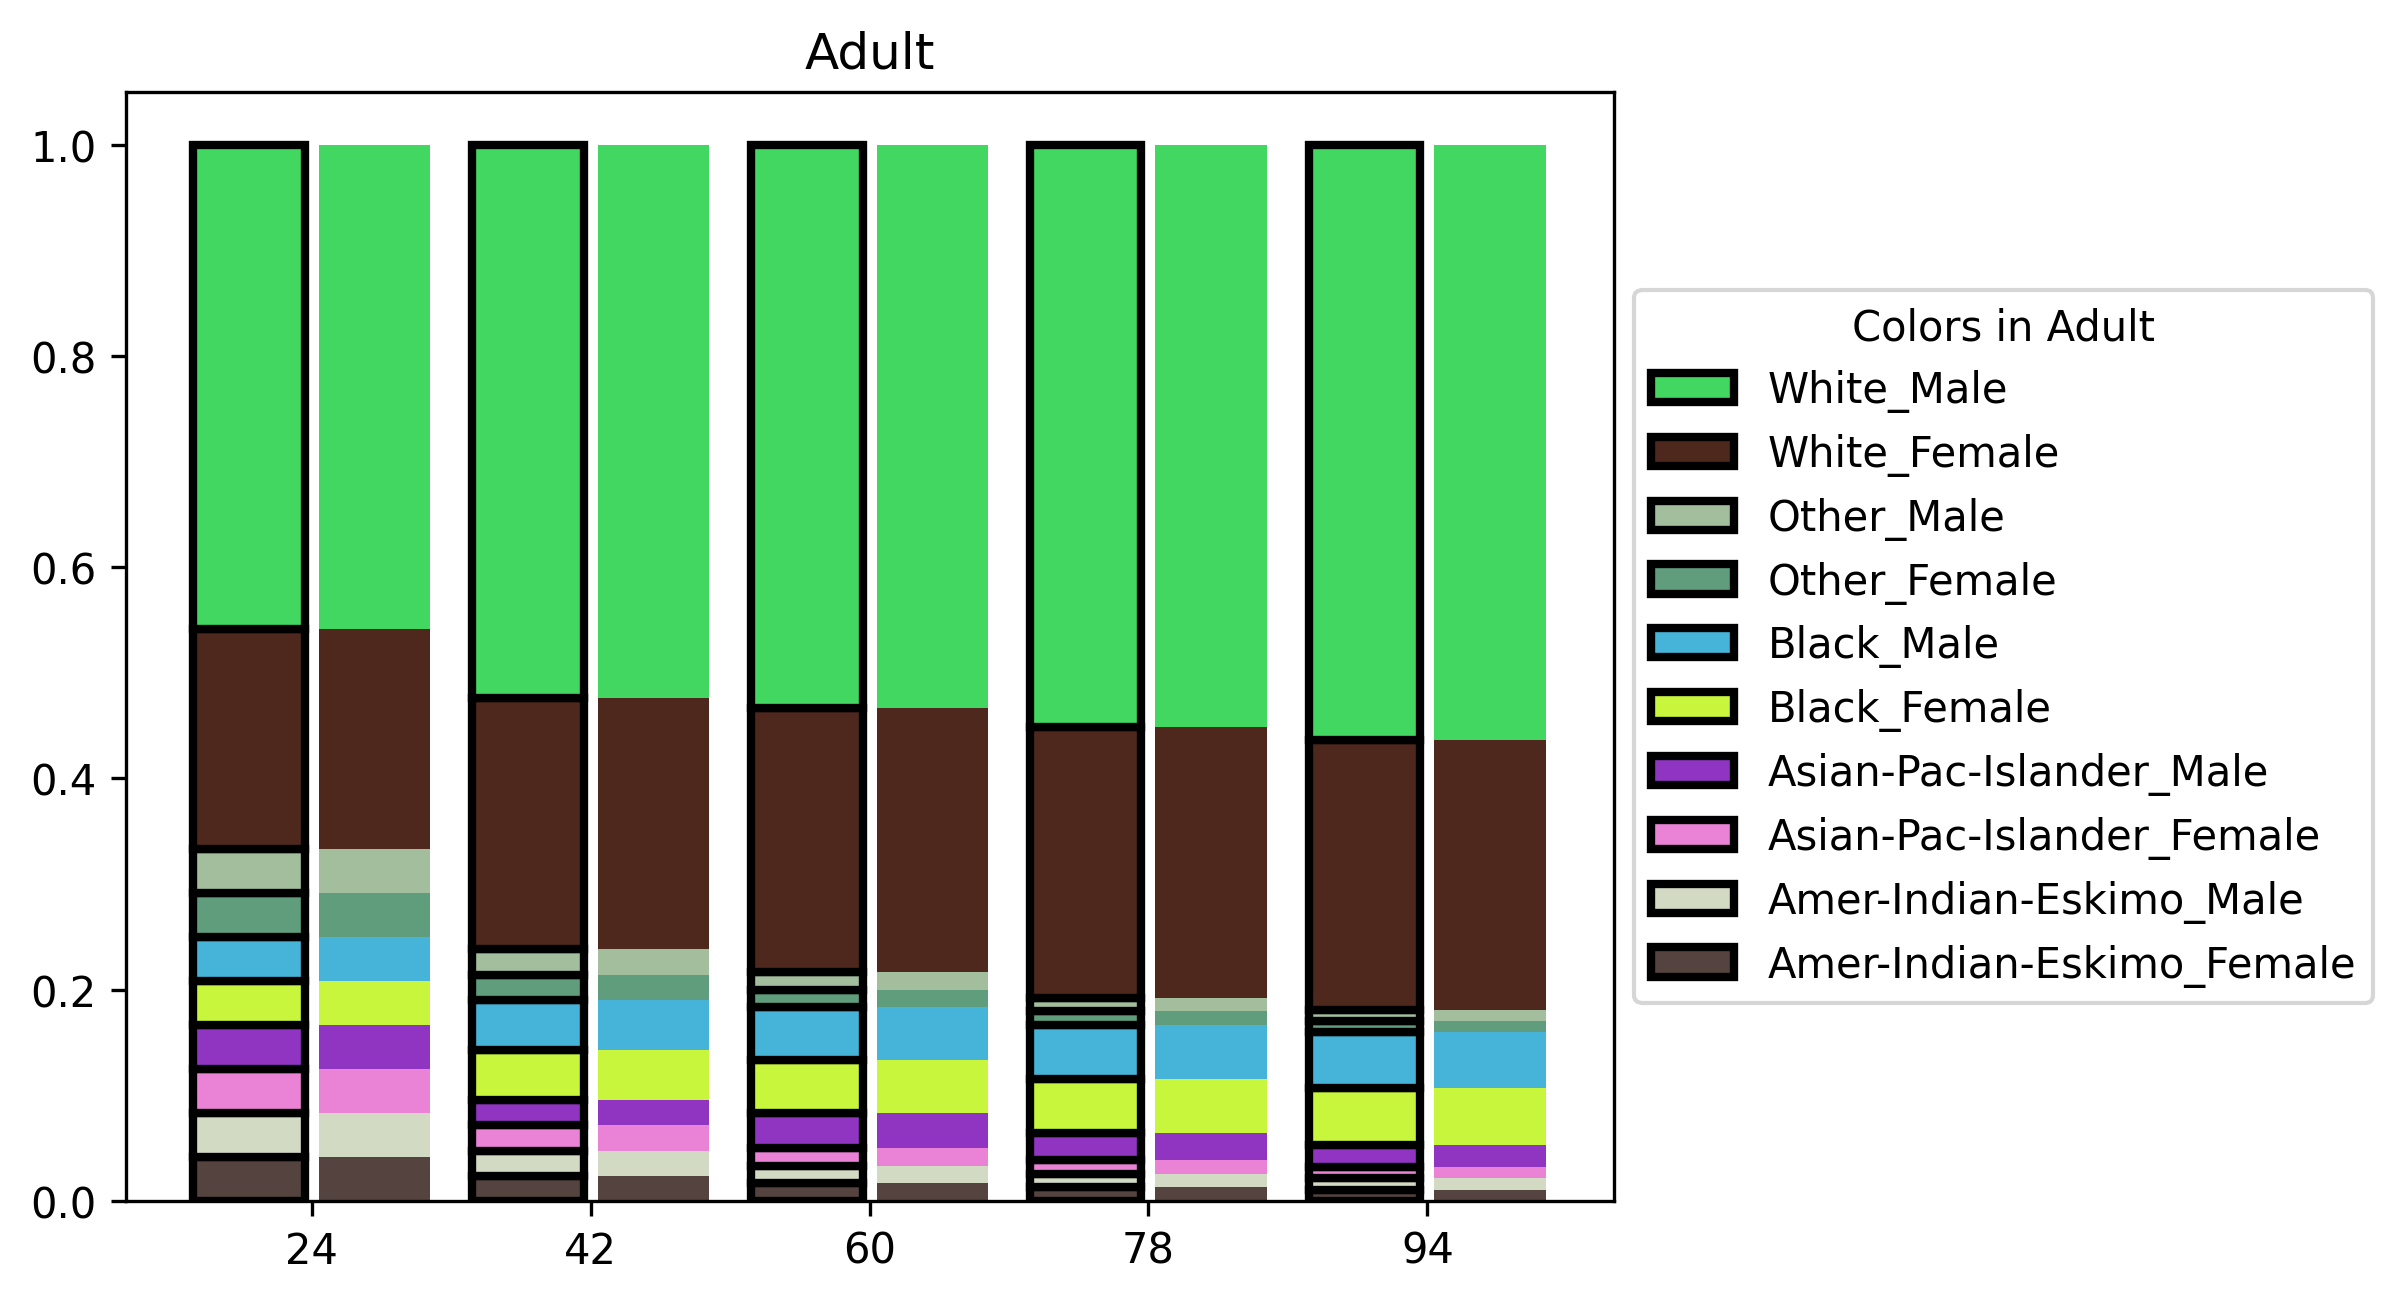 Adult
1.0
0.8
0.6
0.4
0.2
0.0
24 42 60 78 94
Colors in Adult
White_Male
White_Female
Other_Male
Other_Female
Black_Male
Black_Female
Asian-Pac-Islander_Male
Asian-Pac-Islander_Female
Amer-Indian-Eskimo_Male
Amer-Indian-Eskimo_Female